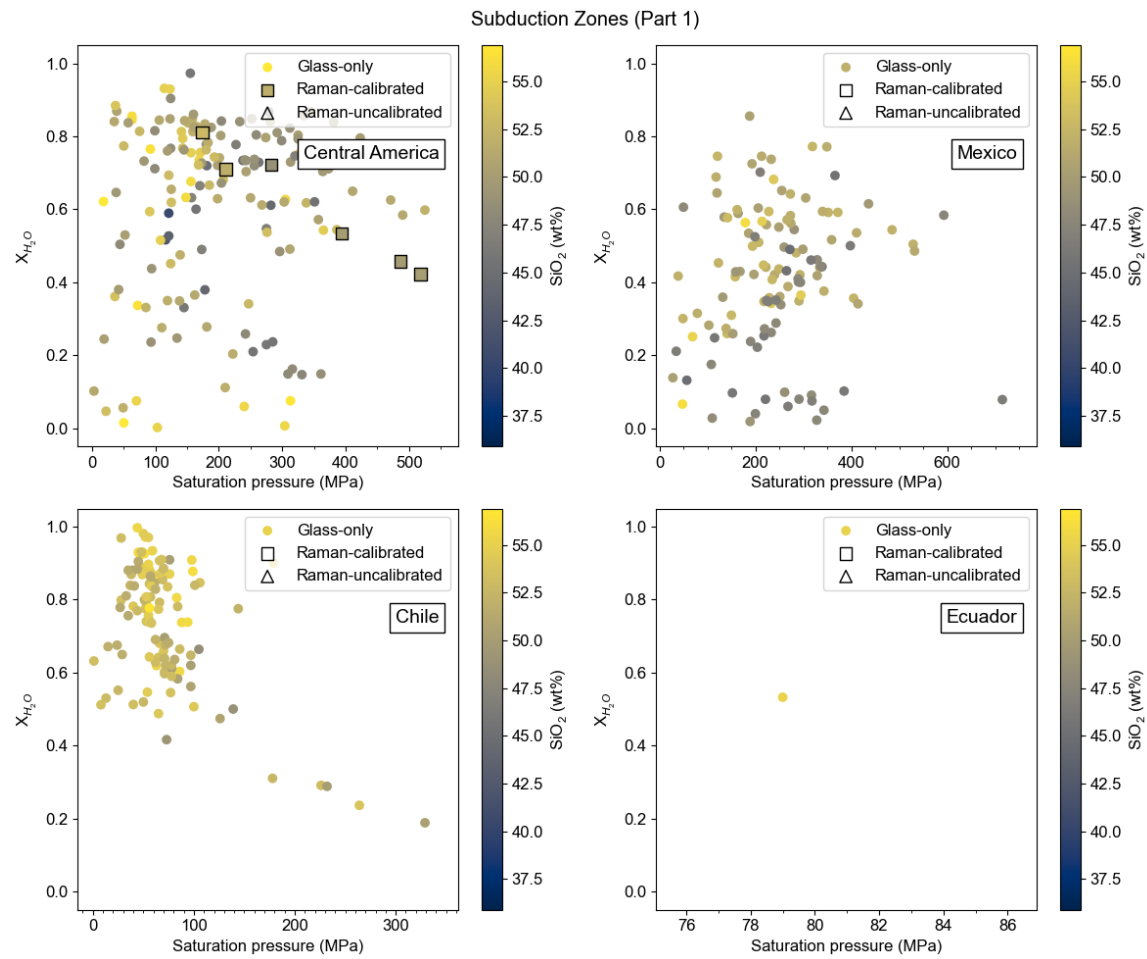 Subduction Zones (Part 1)
1.0
0.8
0.6
0.4
0.2
0.0
X_{H_2O}
0
100
200
300
400
500
Saturation pressure (MPa)
Glass-only
Raman-calibrated
Raman-uncalibrated
Central America
55.0
52.5
50.0
47.5
45.0
42.5
40.0
37.5
SiO₂ (wt%)
1.0
0.8
0.6
0.4
0.2
0.0
X_{H_2O}
0
200
400
600
Saturation pressure (MPa)
Glass-only
Raman-calibrated
Raman-uncalibrated
Mexico
55.0
52.5
50.0
47.5
45.0
42.5
40.0
37.5
SiO₂ (wt%)
1.0
0.8
0.6
0.4
0.2
0.0
X_{H_2O}
0
100
200
300
Saturation pressure (MPa)
Glass-only
Raman-calibrated
Raman-uncalibrated
Chile
55.0
52.5
50.0
47.5
45.0
42.5
40.0
37.5
SiO₂ (wt%)
1.0
0.8
0.6
0.4
0.2
0.0
X_{H_2O}
76
78
80
82
84
86
Saturation pressure (MPa)
Glass-only
Raman-calibrated
Raman-uncalibrated
Ecuador
55.0
52.5
50.0
47.5
45.0
42.5
40.0
37.5
SiO₂ (wt%)